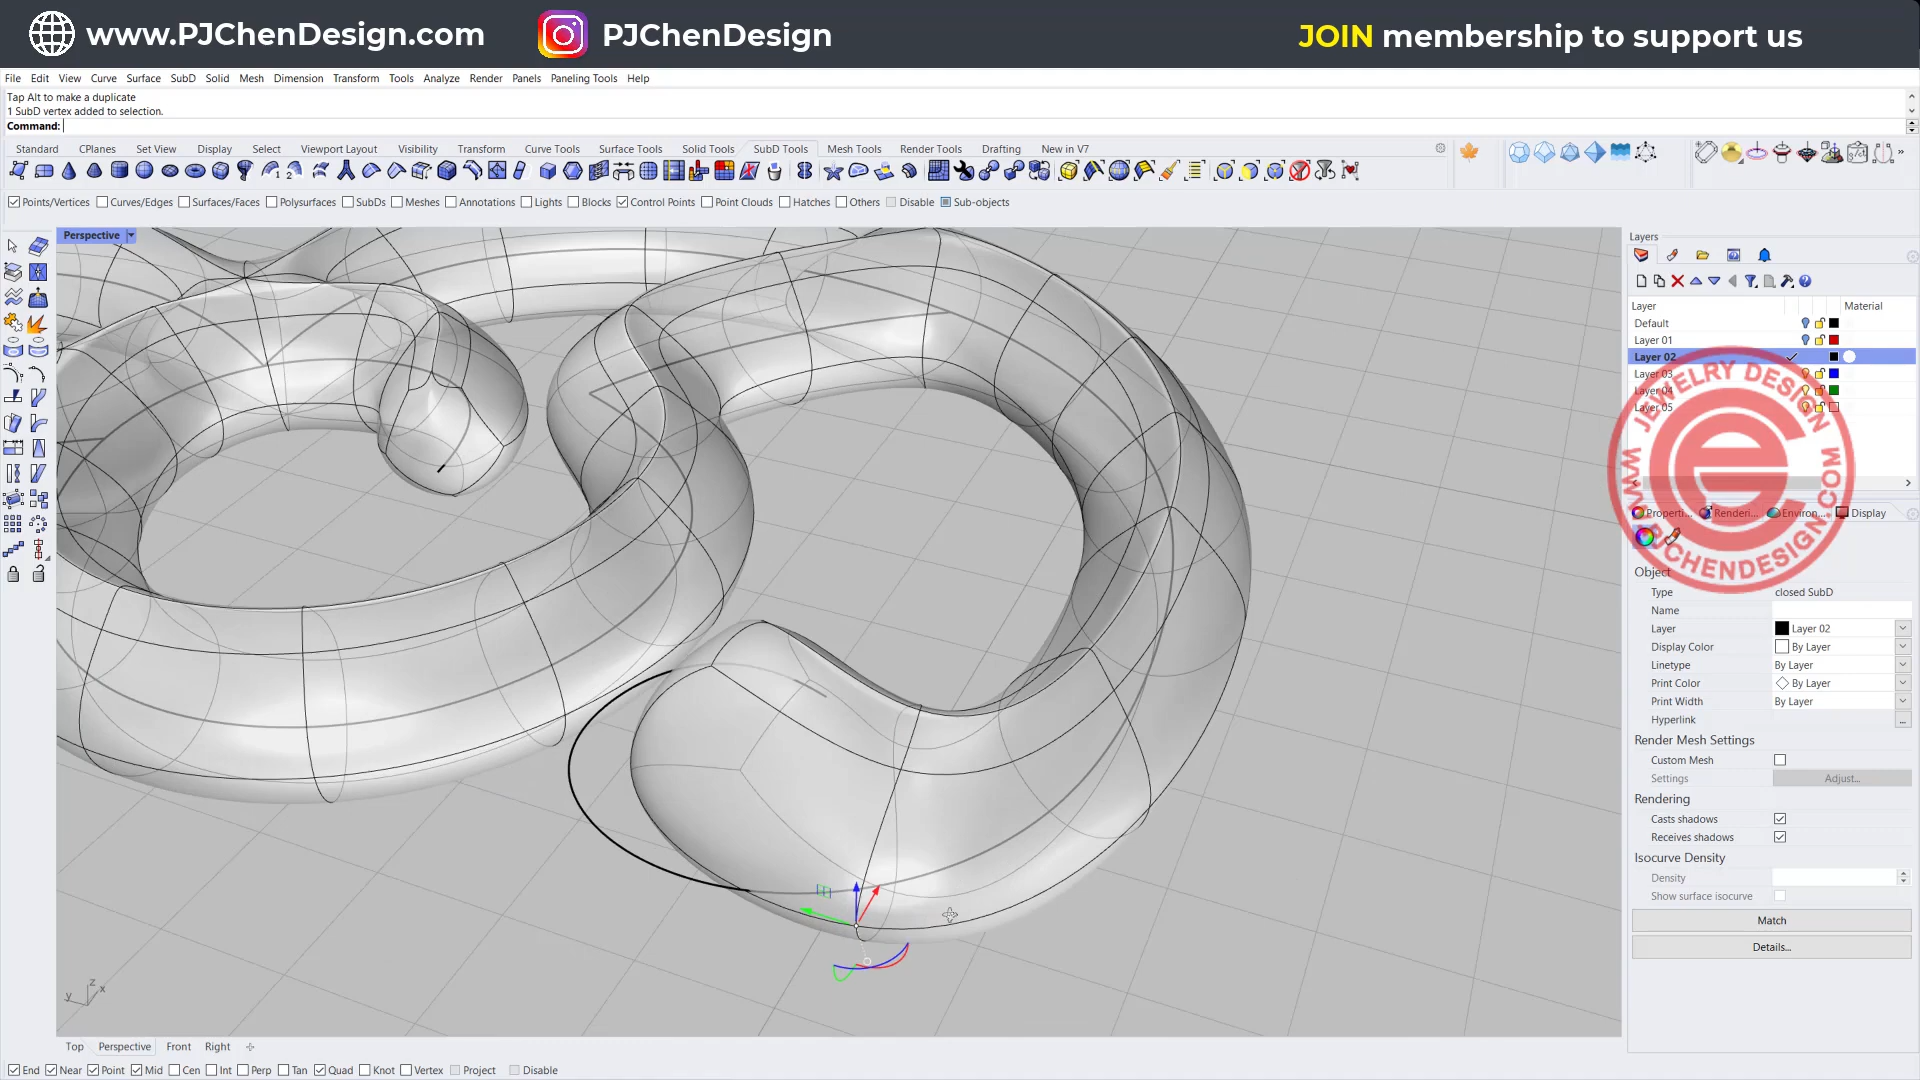 www.PJChenDesign.com PJChenDesign JOIN membership to support us
File Edit View Curve Surface SubD Solid Mesh Dimension Transform Tools Analyze Render Panels Paneling Tools Help
Tap Alt to make a duplicate
1 SubD vertex added to selection.
Command:
Standard CPlanes Set View Display Select Viewport Layout Visibility Transform Curve Tools Surface Tools Solid Tools SubD Tools Mesh Tools Render Tools Drafting New in V7
Points/Vertices Curves/Edges Surfaces/Faces Polysurfaces SubDs Meshes Annotations Lights Blocks Control Points Point Clouds Hatches Others Disable Sub-objects
Perspective
Layers
Layer Material
Default
Layer 01
Layer 02
Layer 03
Layer 04
Layer 05
JEWELRY DESIGN
WWW.PJCHENDESIGN.COM
Properti... Renderi... Environ... Display
Object
Type closed SubD
Name
Layer Layer 02
Display Color By Layer
Linetype By Layer
Print Color By Layer
Print Width By Layer
Hyperlink ...
Render Mesh Settings
Custom Mesh
Settings Adjust...
Rendering
Casts shadows
Receives shadows
Isocurve Density
Density
Show surface isocurve
Match
Details...
z
y x
Top Perspective Front Right
End Near Point Mid Cen Int Perp Tan Quad Knot Vertex Project Disable